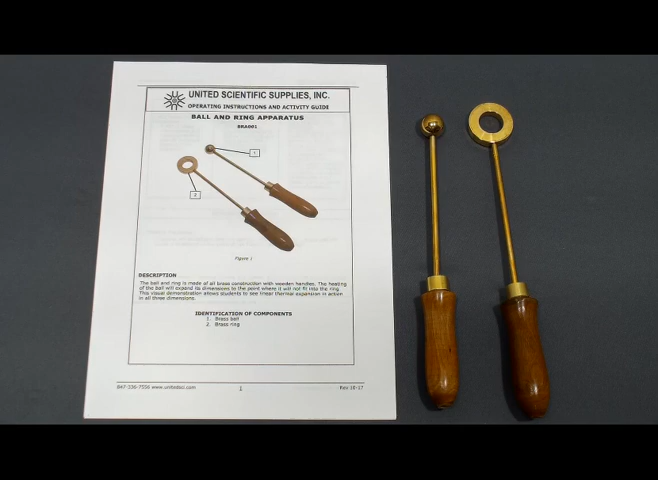 UNITED SCIENTIFIC SUPPLIES, INC.
OPERATING INSTRUCTIONS AND ACTIVITY GUIDE
BALL AND RING APPARATUS
BRA001
1
2
Figure 1
DESCRIPTION
The ball and ring is made of all brass construction with wooden handles. The heating
of the ball will expand its dimensions to the point where it will not fit into the ring
This visual demonstration allows students to see linear thermal expansion in action
in all three dimensions.
IDENTIFICATION OF COMPONENTS
1. Brass ball
2. Brass ring
847-336-7556 www.unitedsci.com 1 Rev 10-17